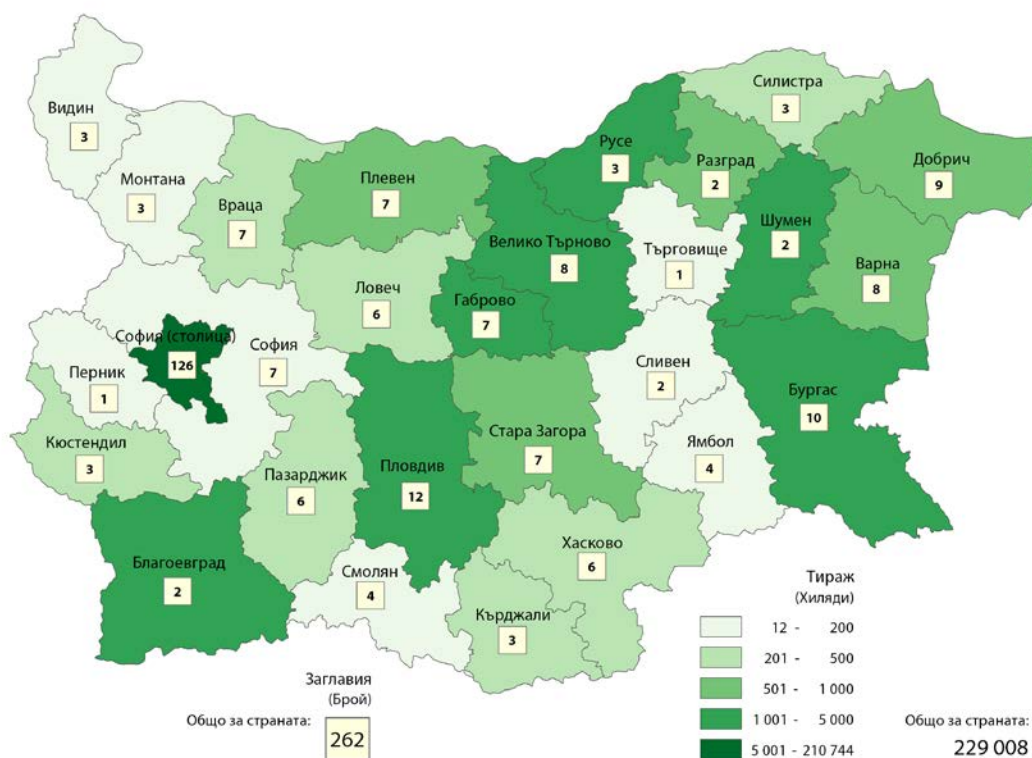 Видин
3
Монтана
3
Враца
7
Плевен
7
Русе
3
Силистра
3
Разград
2
Добрич
9
Велико Търново
8
Търговище
1
Шумен
2
Варна
8
Ловеч
6
Габрово
7
София (столица)
126
София
7
Перник
1
Сливен
2
Бургас
10
Кюстендил
3
Пазарджик
6
Пловдив
12
Стара Загора
7
Ямбол
4
Благоевград
2
Смолян
4
Хасково
6
Кърджали
3
Тираж
(Хиляди)
12 - 200
201 - 500
501 - 1 000
1 001 - 5 000
5 001 - 210 744
Заглавия
(Брой)
Общо за страната:
262
Общо за страната:
229 008